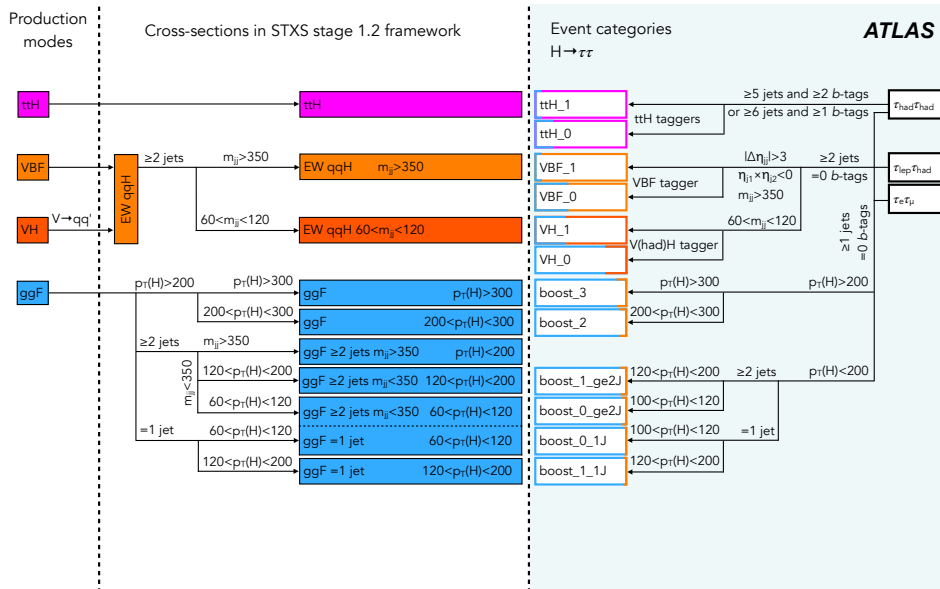 Production modes
Cross-sections in STXS stage 1.2 framework
Event categories
H→ττ
ATLAS
ttH
ttH
ttH_1
≥5 jets and ≥2 b-tags
or ≥6 jets and ≥1 b-tags
τhadτhad
ttH taggers
ttH_0
VBF
EW qqH
≥2 jets
mjj>350
EW qqH mjj>350
VBF_1
|Δηjj|>3
ηj1×ηj2<0
mjj>350
≥2 jets
=0 b-tags
τlepτhad
VBF tagger
VBF_0
τeτμ
VH
V→qq'
60<mjj<120
EW qqH 60<mjj<120
VH_1
60<mjj<120
V(had)H tagger
VH_0
≥1 jets
=0 b-tags
ggF
pT(H)>200
pT(H)>300
ggF pT(H)>300
boost_3
pT(H)>300
pT(H)>200
200<pT(H)<300
ggF 200<pT(H)<300
boost_2
200<pT(H)<300
≥2 jets
mjj>350
ggF ≥2 jets mjj>350 pT(H)<200
mjj<350
120<pT(H)<200
ggF ≥2 jets mjj<350 120<pT(H)<200
boost_1_ge2J
120<pT(H)<200
≥2 jets
pT(H)<200
60<pT(H)<120
ggF ≥2 jets mjj<350 60<pT(H)<120
boost_0_ge2J
100<pT(H)<120
=1 jet
60<pT(H)<120
ggF =1 jet 60<pT(H)<120
boost_0_1J
100<pT(H)<120
=1 jet
120<pT(H)<200
ggF =1 jet 120<pT(H)<200
boost_1_1J
120<pT(H)<200